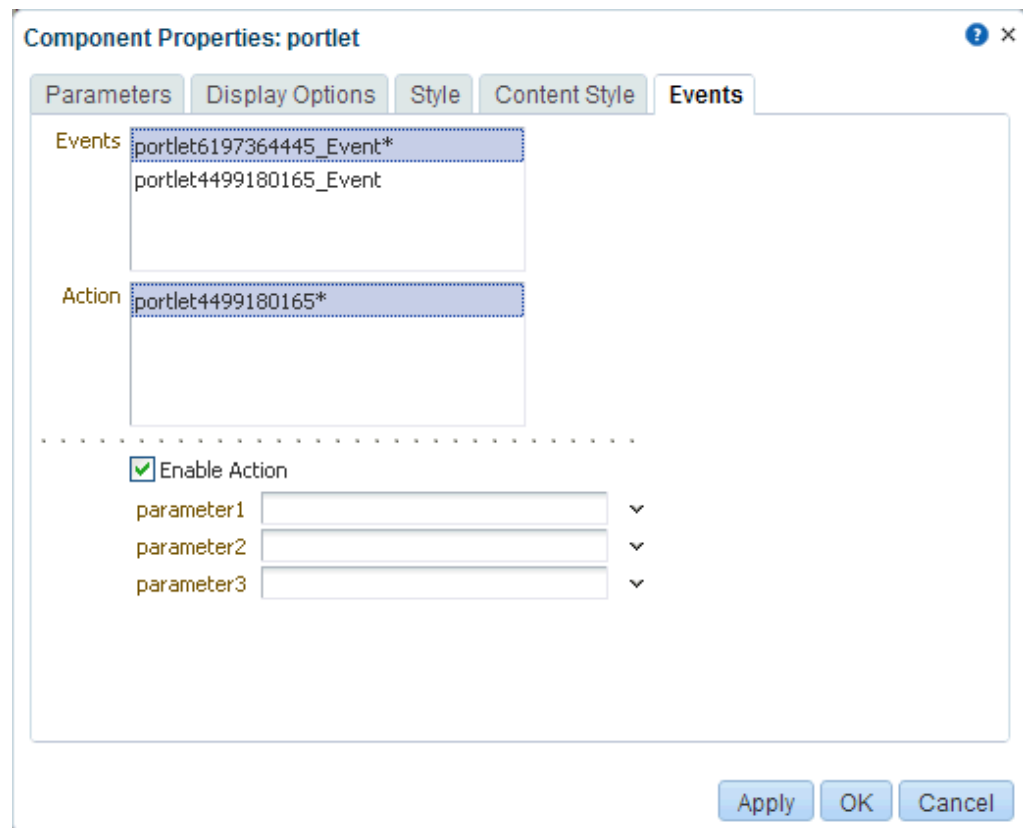 Component Properties: portlet
Parameters Display Options Style Content Style Events
Events portlet6197364445_Event*
portlet4499180165_Event
Action portlet4499180165*
Enable Action
parameter1
parameter2
parameter3
Apply OK Cancel